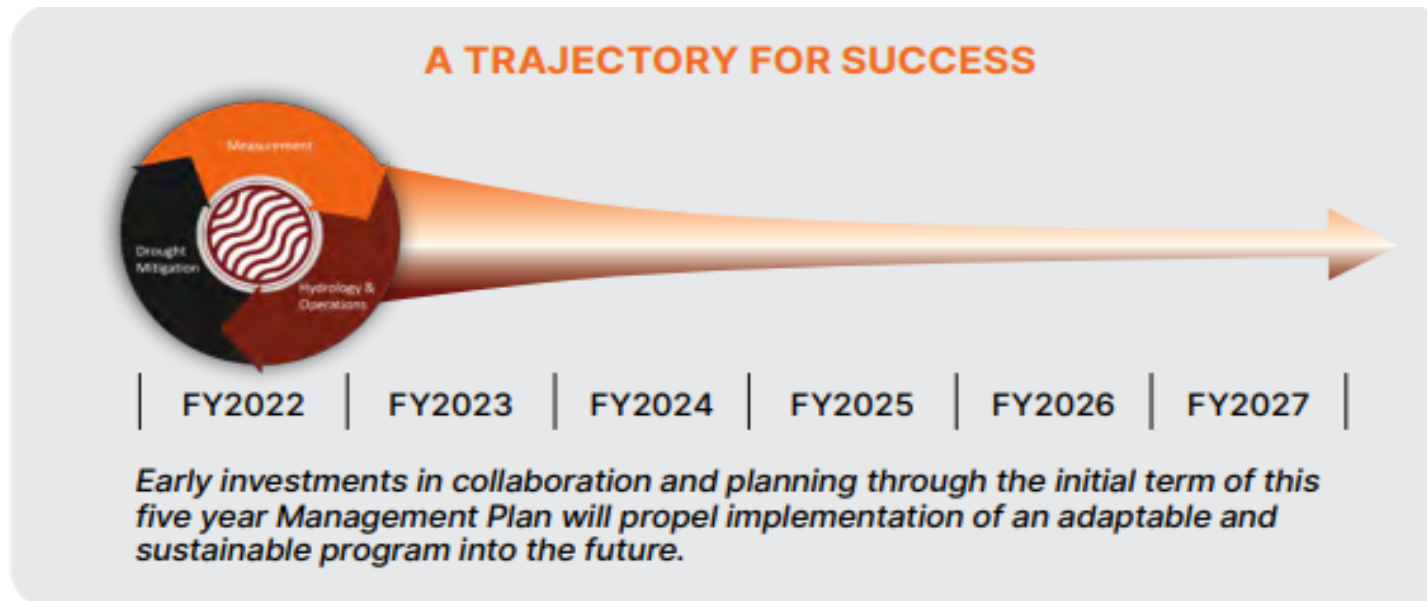 A TRAJECTORY FOR SUCCESS
Measurement
Drought
Mitigation
Hydrology &
Operations
FY2022
FY2023
FY2024
FY2025
FY2026
FY2027
Early investments in collaboration and planning through the initial term of this
five year Management Plan will propel implementation of an adaptable and
sustainable program into the future.